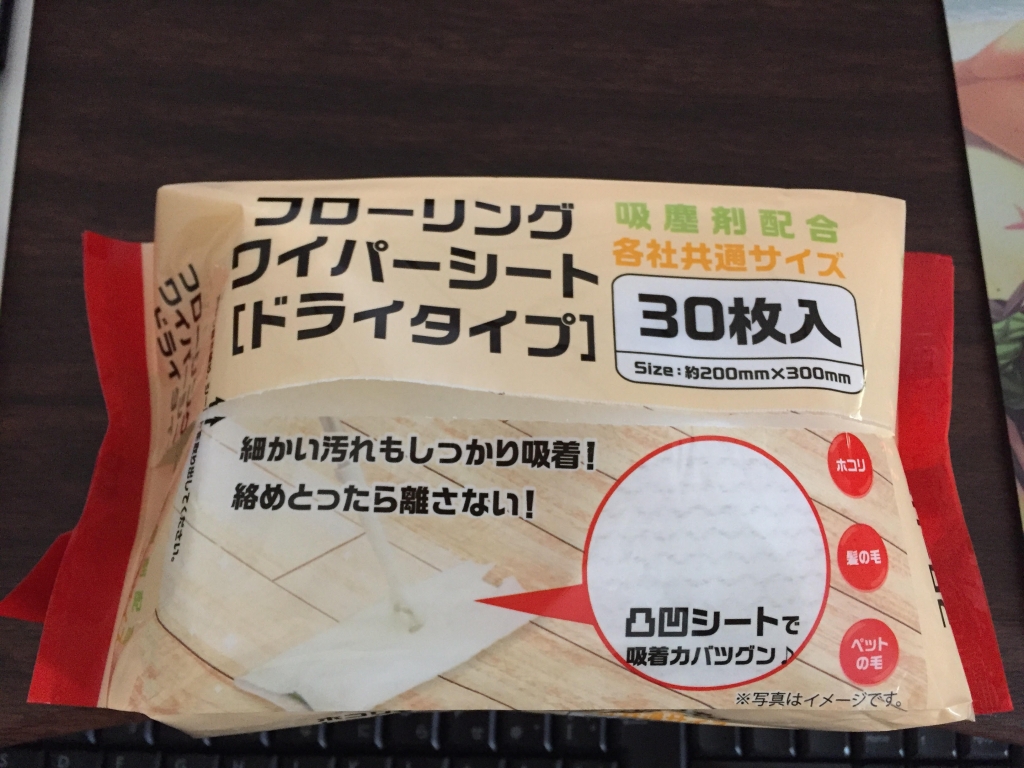 フローリング
ワイパーシート
[ドライタイプ]
吸塵剤配合
各社共通サイズ
30枚入
Size：約200mm×300mm
細かい汚れもしっかり吸着！
絡めとったら離さない！
凸凹シートで
吸着力バツグン♪
ホコリ
髪の毛
ペット
の毛
※写真はイメージです。